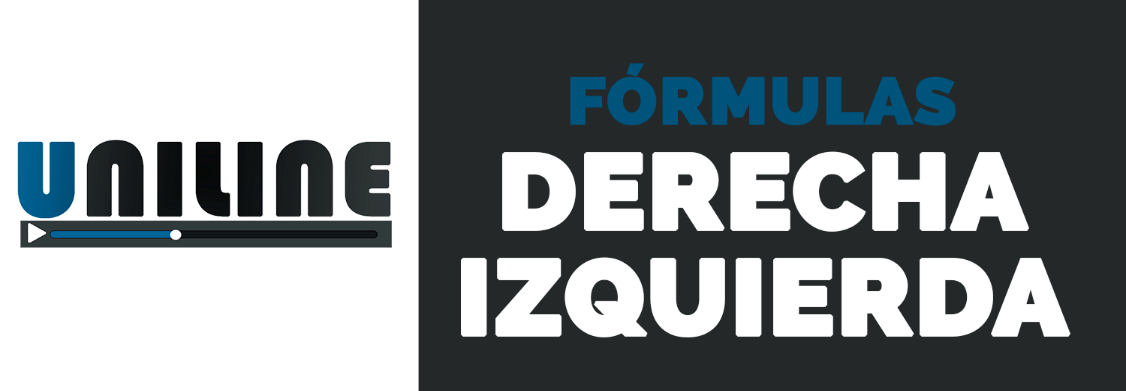 UNILINE
FÓRMULAS
DERECHA
IZQUIERDA